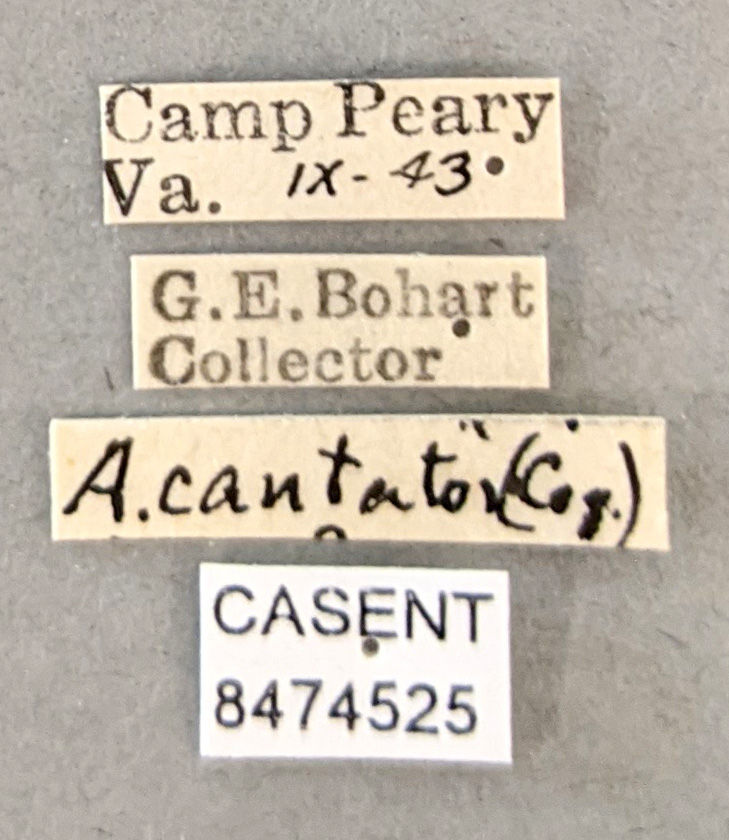 Camp Peary
Va. IX-43
G.E. Bohart
Collector
A. cantator (Coq.)
CASENT
8474525